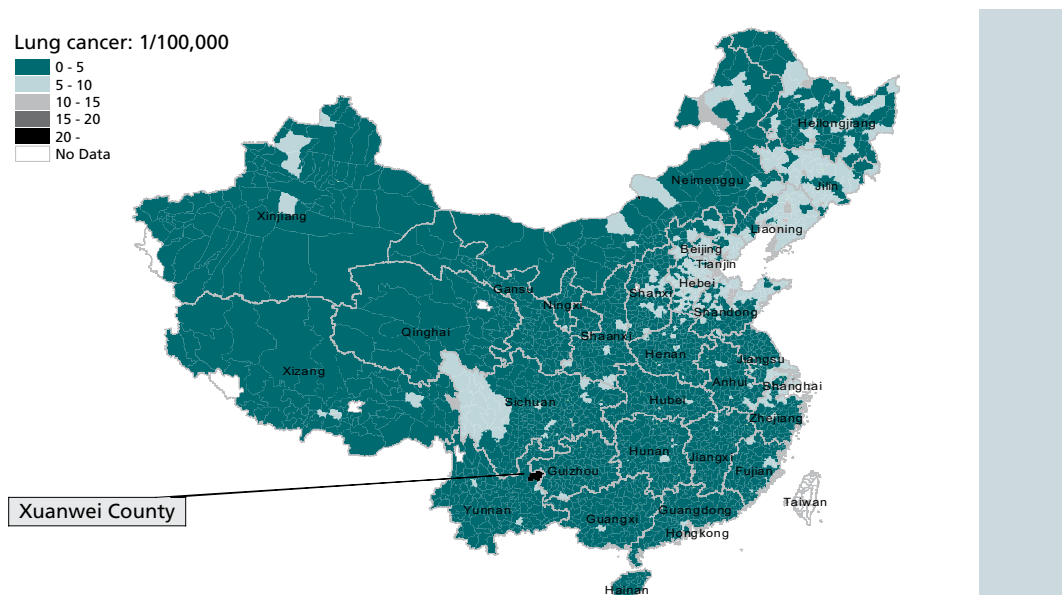 Lung cancer: 1/100,000
0 - 5
5 - 10
10 - 15
15 - 20
20 -
No Data
Heilongjiang
Neimenggu
Jilin
Xinjiang
Liaoning
Beijing
Tianjin
Gansu
Hebei
Shanxi
Ningxi
Shandong
Qinghai
Shaanxi
Henan
Jiangsu
Xizang
Anhui
Shanghai
Sichuan
Hubei
Zhejiang
Hunan
Jiangxi
Guizhou
Fujian
Xuanwei County
Yunnan
Guangdong
Taiwan
Guangxi
Hongkong
Hainan